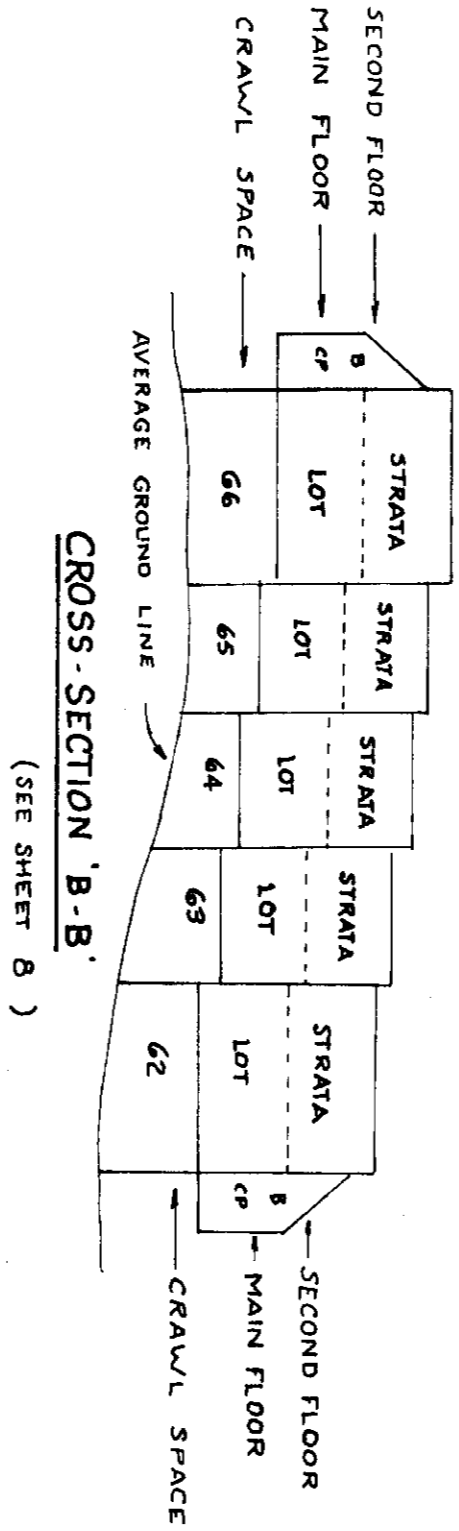 SECOND FLOOR
MAIN FLOOR
CRAWL SPACE
AVERAGE GROUND LINE
B
CP
STRATA
LOT
66
STRATA
LOT
65
STRATA
LOT
64
STRATA
LOT
63
STRATA
LOT
62
B
CP
SECOND FLOOR
MAIN FLOOR
CRAWL SPACE
CROSS-SECTION 'B-B'
(SEE SHEET 8)